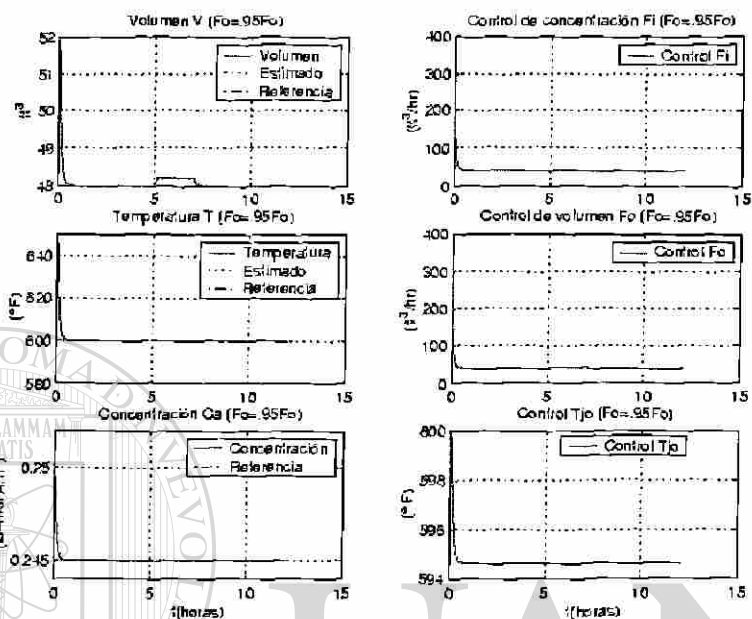 Volumen V (Fo=.95Fo)
52
51
50
49
48
0
5
10
15
ft³
Volumen
Estimado
Referencia
Control de concentración Fi (Fo=.95Fo)
400
300
200
100
0
0
5
10
15
(ft³/hr)
Control Fi
Temperatura T (Fo=.95Fo)
640
620
600
580
0
5
10
15
(°F)
Temperatura
Estimado
Referencia
Control de volumen Fo (Fo=.95Fo)
400
300
200
100
0
0
5
10
15
(ft³/hr)
Control Fo
Concentración Ca (Fo=.95Fo)
0.25
0.245
0
5
10
15
t(horas)
Concentración
Referencia
Control Tjo (Fo=.95Fo)
600
598
596
594
0
5
10
15
(°F)
t(horas)
Control Tjo